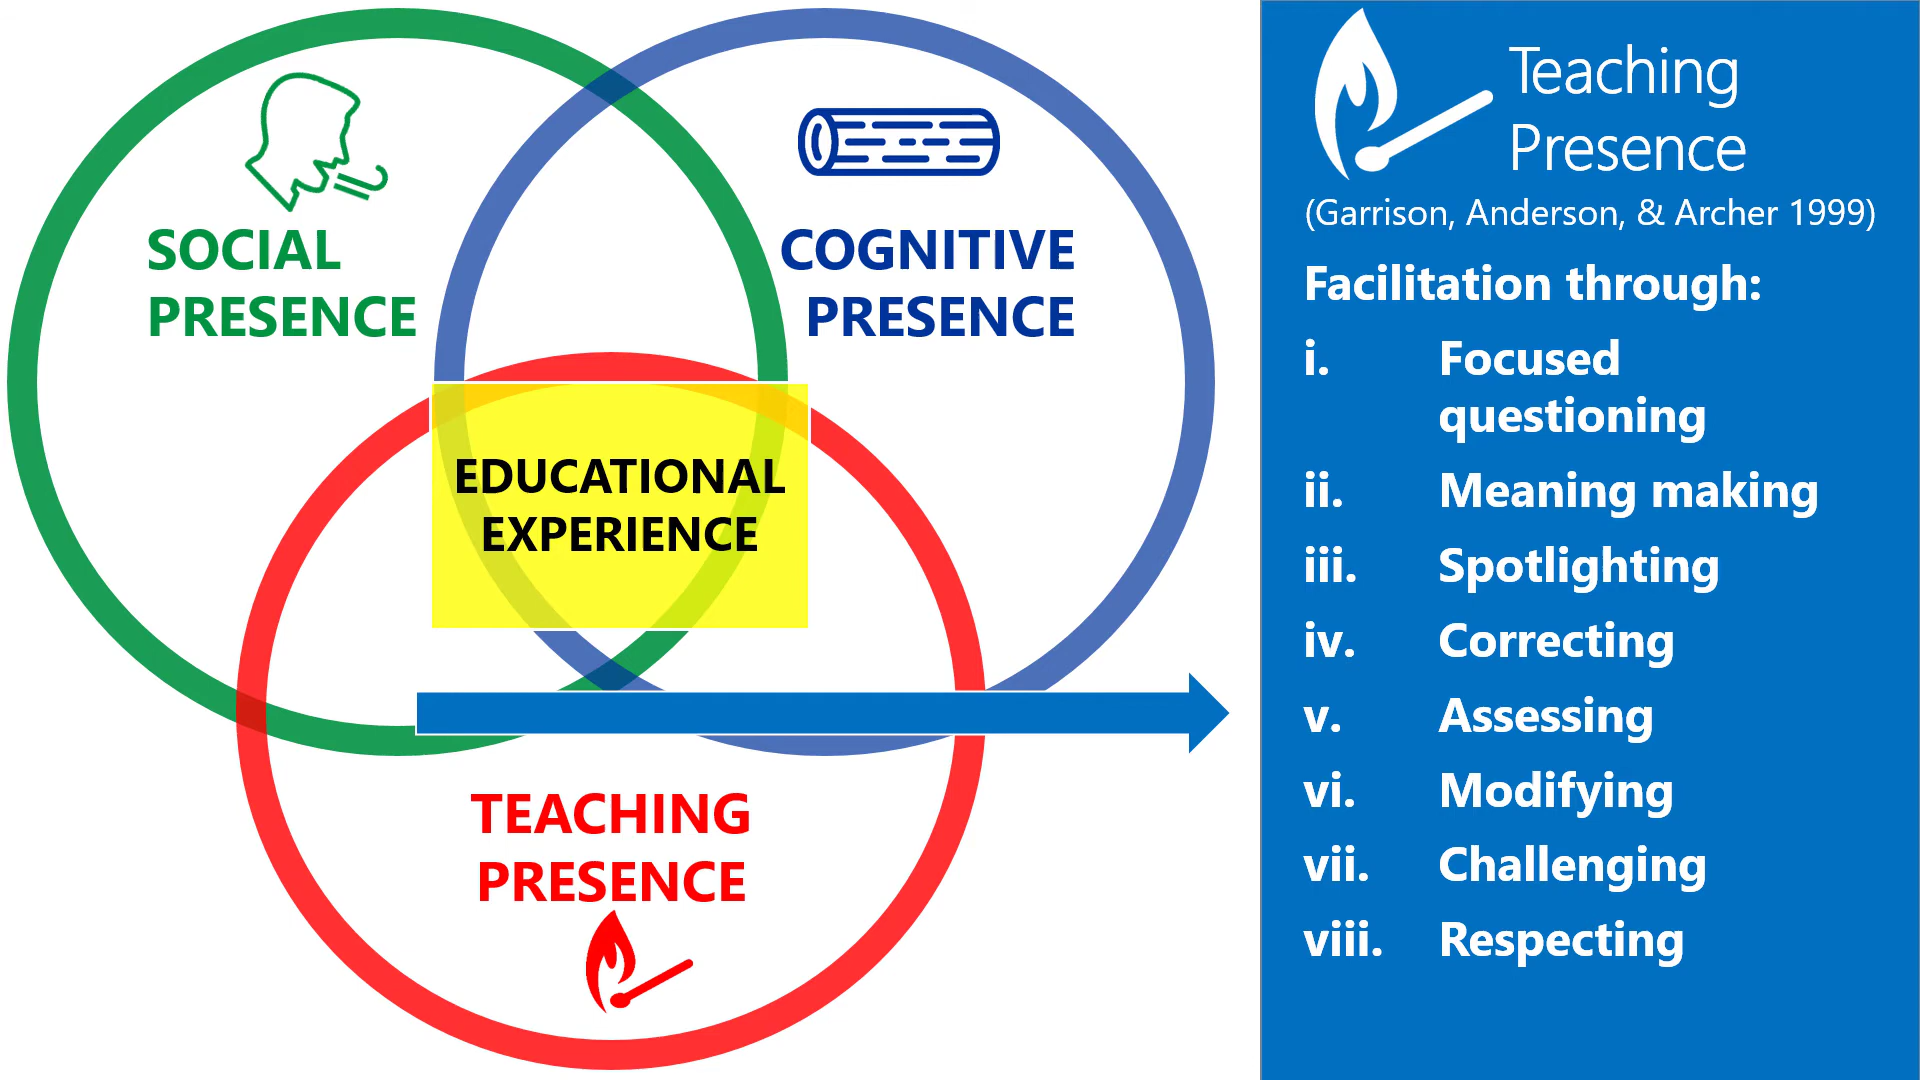 SOCIAL
PRESENCE
COGNITIVE
PRESENCE
EDUCATIONAL
EXPERIENCE
TEACHING
PRESENCE
Teaching
Presence
(Garrison, Anderson, & Archer 1999)
Facilitation through:
i. Focused
questioning
ii. Meaning making
iii. Spotlighting
iv. Correcting
v. Assessing
vi. Modifying
vii. Challenging
viii. Respecting